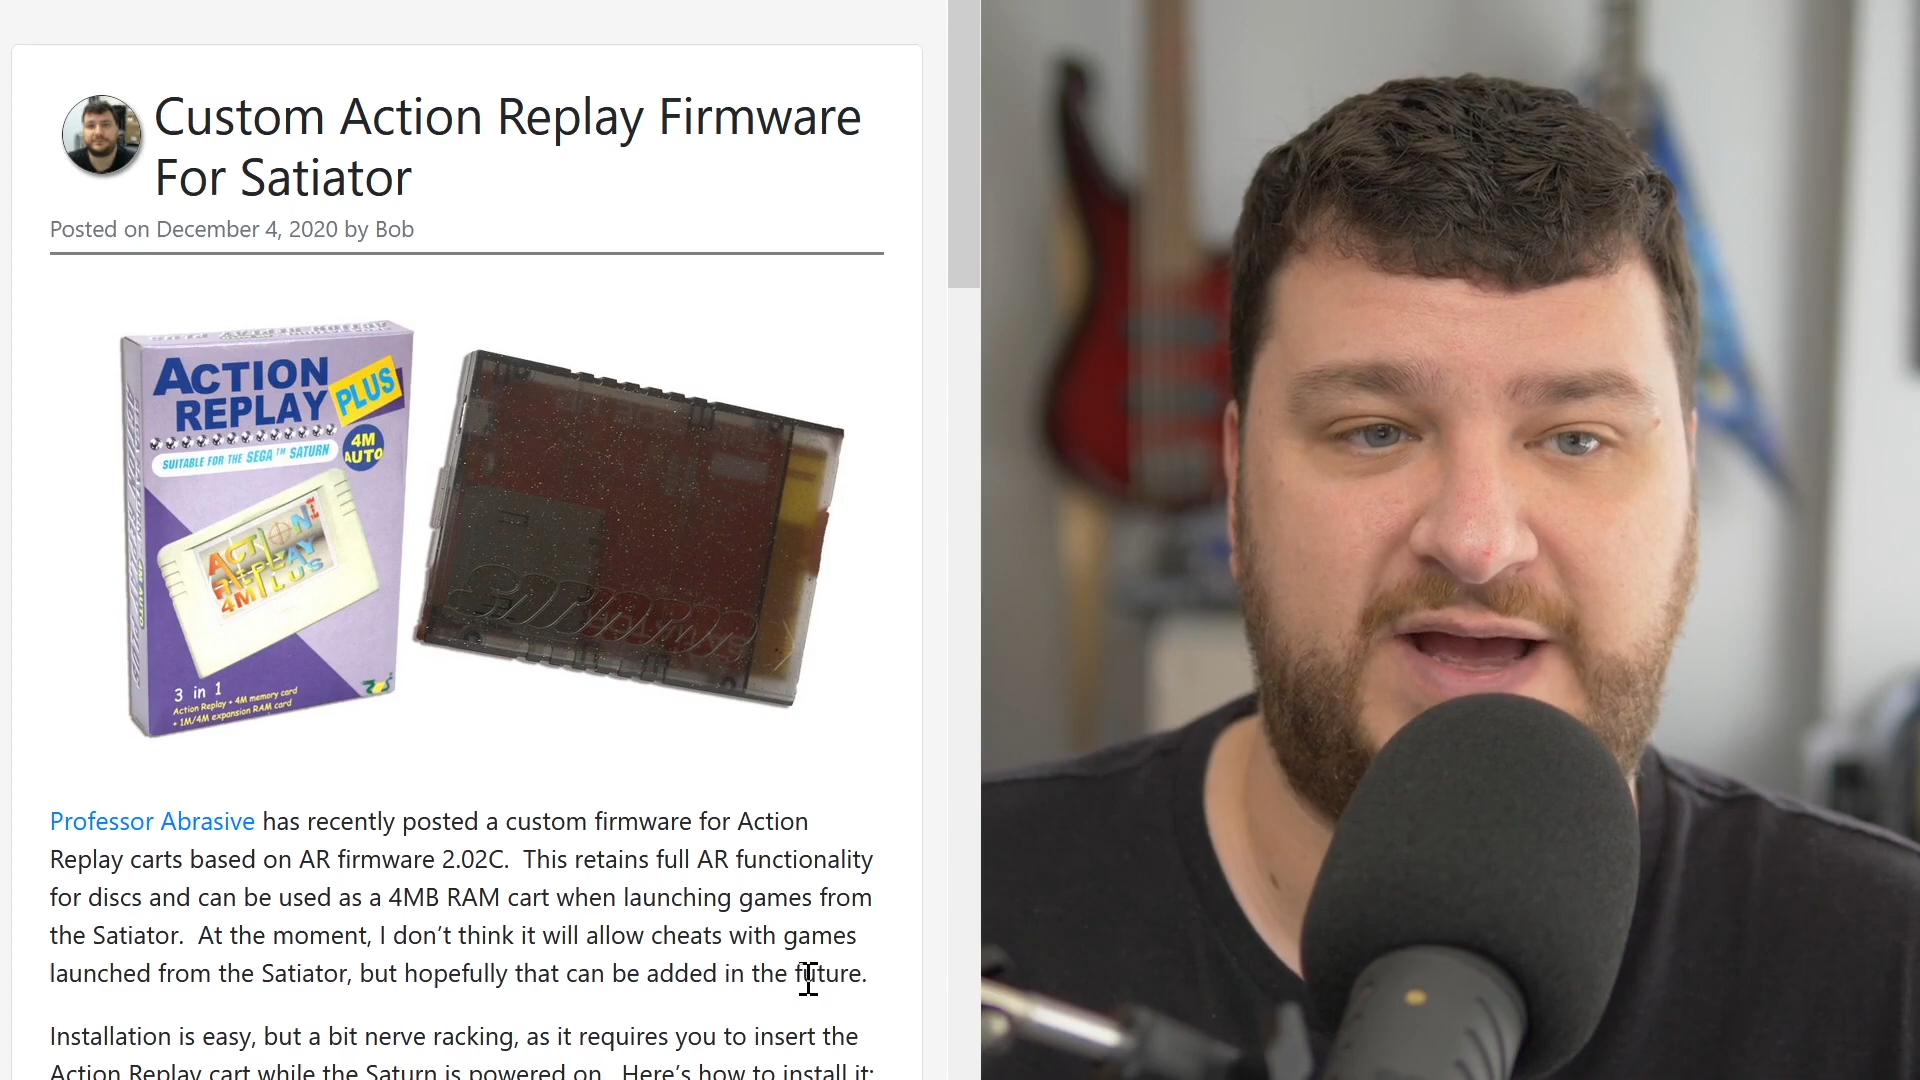 Custom Action Replay Firmware
For Satiator
Posted on December 4, 2020 by Bob
ACTION
REPLAY
PLUS
4M
AUTO
SUITABLE FOR THE SEGA™ SATURN
ACTION
REPLAY
4M PLUS
3 in 1
Action Replay + 4M memory card
+ 1M/4M expansion RAM card
Professor Abrasive has recently posted a custom firmware for Action
Replay carts based on AR firmware 2.02C.  This retains full AR functionality
for discs and can be used as a 4MB RAM cart when launching games from
the Satiator.  At the moment, I don’t think it will allow cheats with games
launched from the Satiator, but hopefully that can be added in the future.
Installation is easy, but a bit nerve racking, as it requires you to insert the
Action Replay cart while the Saturn is powered on.  Here’s how to install it: